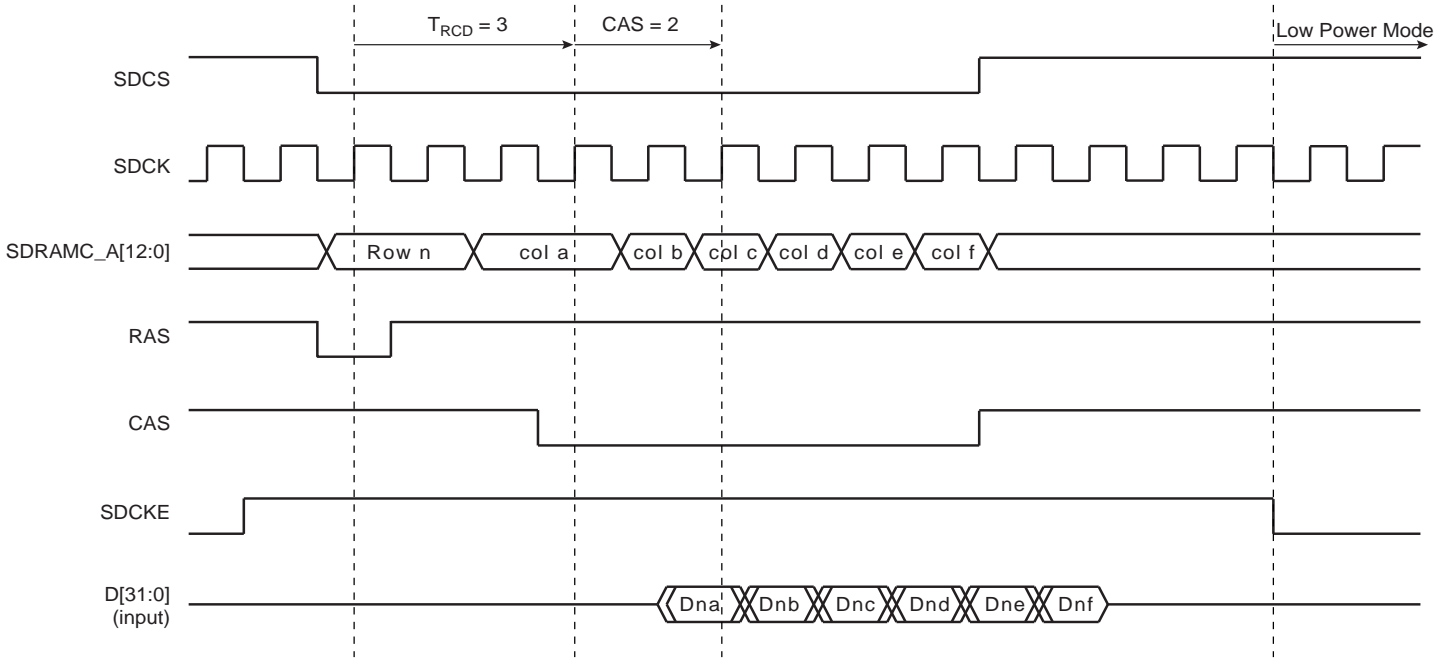 T_RCD = 3
CAS = 2
Low Power Mode
SDCS
SDCK
SDRAMC_A[12:0]
Row n
col a
col b
col c
col d
col e
col f
RAS
CAS
SDCKE
D[31:0]
(input)
Dna
Dnb
Dnc
Dnd
Dne
Dnf